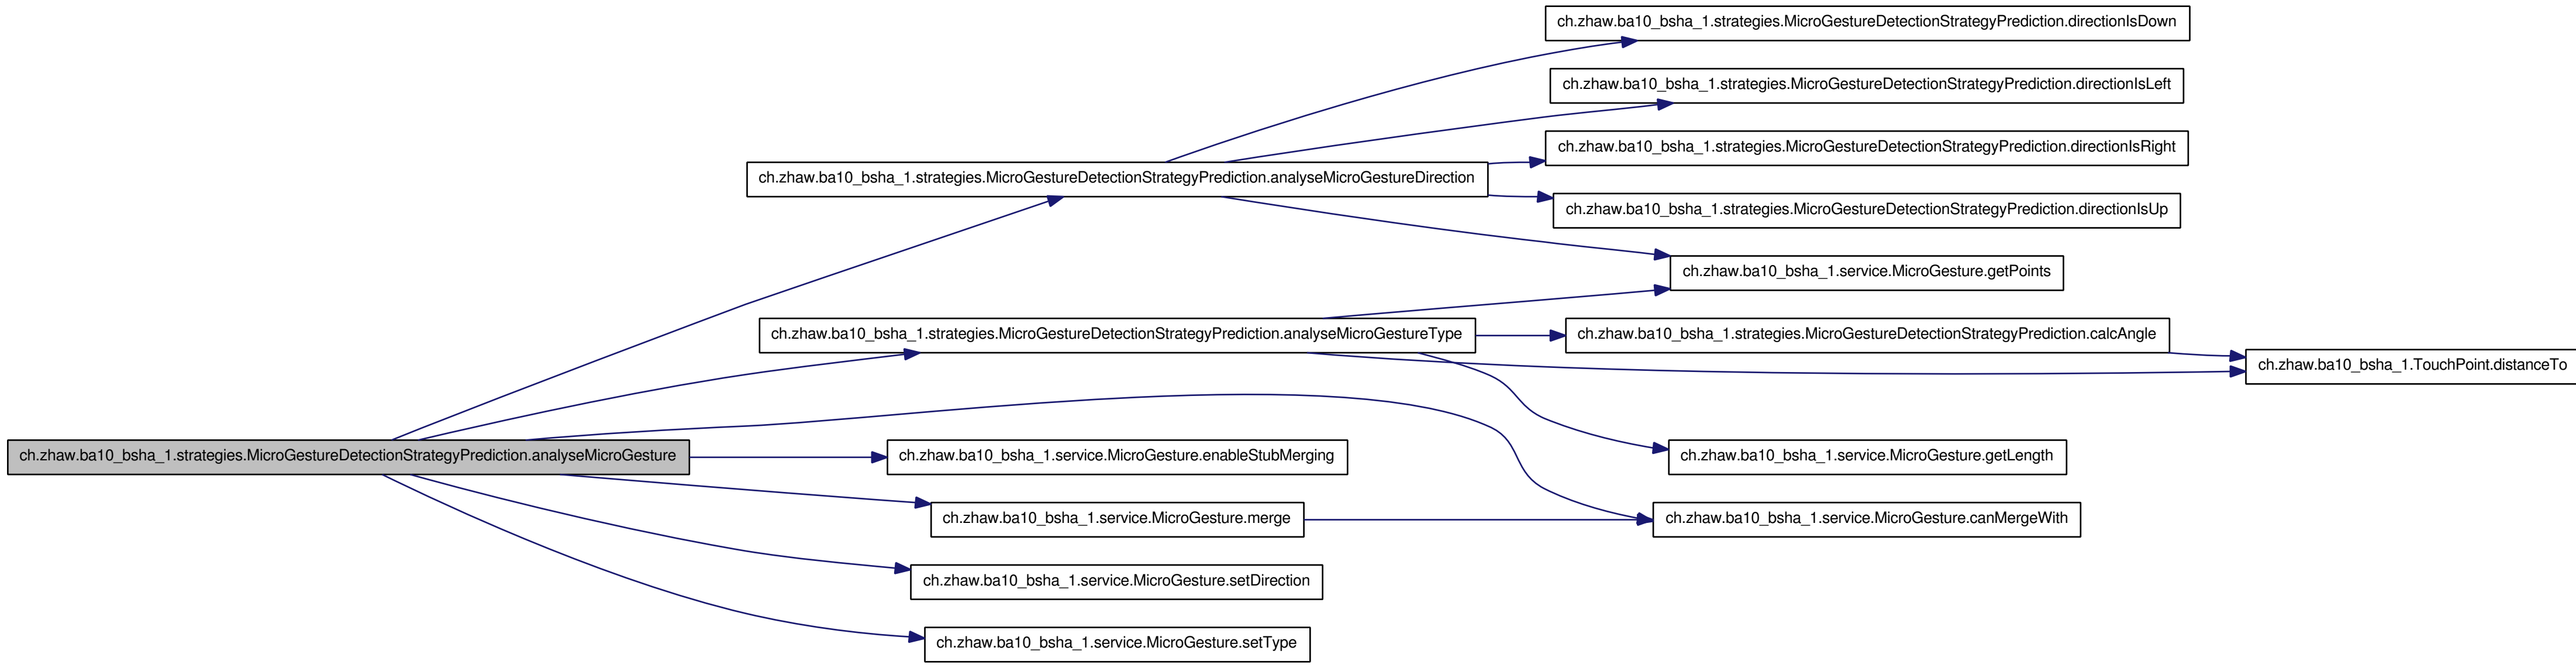 ch.zhaw.ba10_bsha_1.strategies.MicroGestureDetectionStrategyPrediction.directionIsDown
ch.zhaw.ba10_bsha_1.strategies.MicroGestureDetectionStrategyPrediction.directionIsLeft
ch.zhaw.ba10_bsha_1.strategies.MicroGestureDetectionStrategyPrediction.directionIsRight
ch.zhaw.ba10_bsha_1.strategies.MicroGestureDetectionStrategyPrediction.analyseMicroGestureDirection
ch.zhaw.ba10_bsha_1.strategies.MicroGestureDetectionStrategyPrediction.directionIsUp
ch.zhaw.ba10_bsha_1.service.MicroGesture.getPoints
ch.zhaw.ba10_bsha_1.strategies.MicroGestureDetectionStrategyPrediction.analyseMicroGestureType
ch.zhaw.ba10_bsha_1.strategies.MicroGestureDetectionStrategyPrediction.calcAngle
ch.zhaw.ba10_bsha_1.TouchPoint.distanceTo
ch.zhaw.ba10_bsha_1.strategies.MicroGestureDetectionStrategyPrediction.analyseMicroGesture
ch.zhaw.ba10_bsha_1.service.MicroGesture.enableStubMerging
ch.zhaw.ba10_bsha_1.service.MicroGesture.getLength
ch.zhaw.ba10_bsha_1.service.MicroGesture.merge
ch.zhaw.ba10_bsha_1.service.MicroGesture.canMergeWith
ch.zhaw.ba10_bsha_1.service.MicroGesture.setDirection
ch.zhaw.ba10_bsha_1.service.MicroGesture.setType